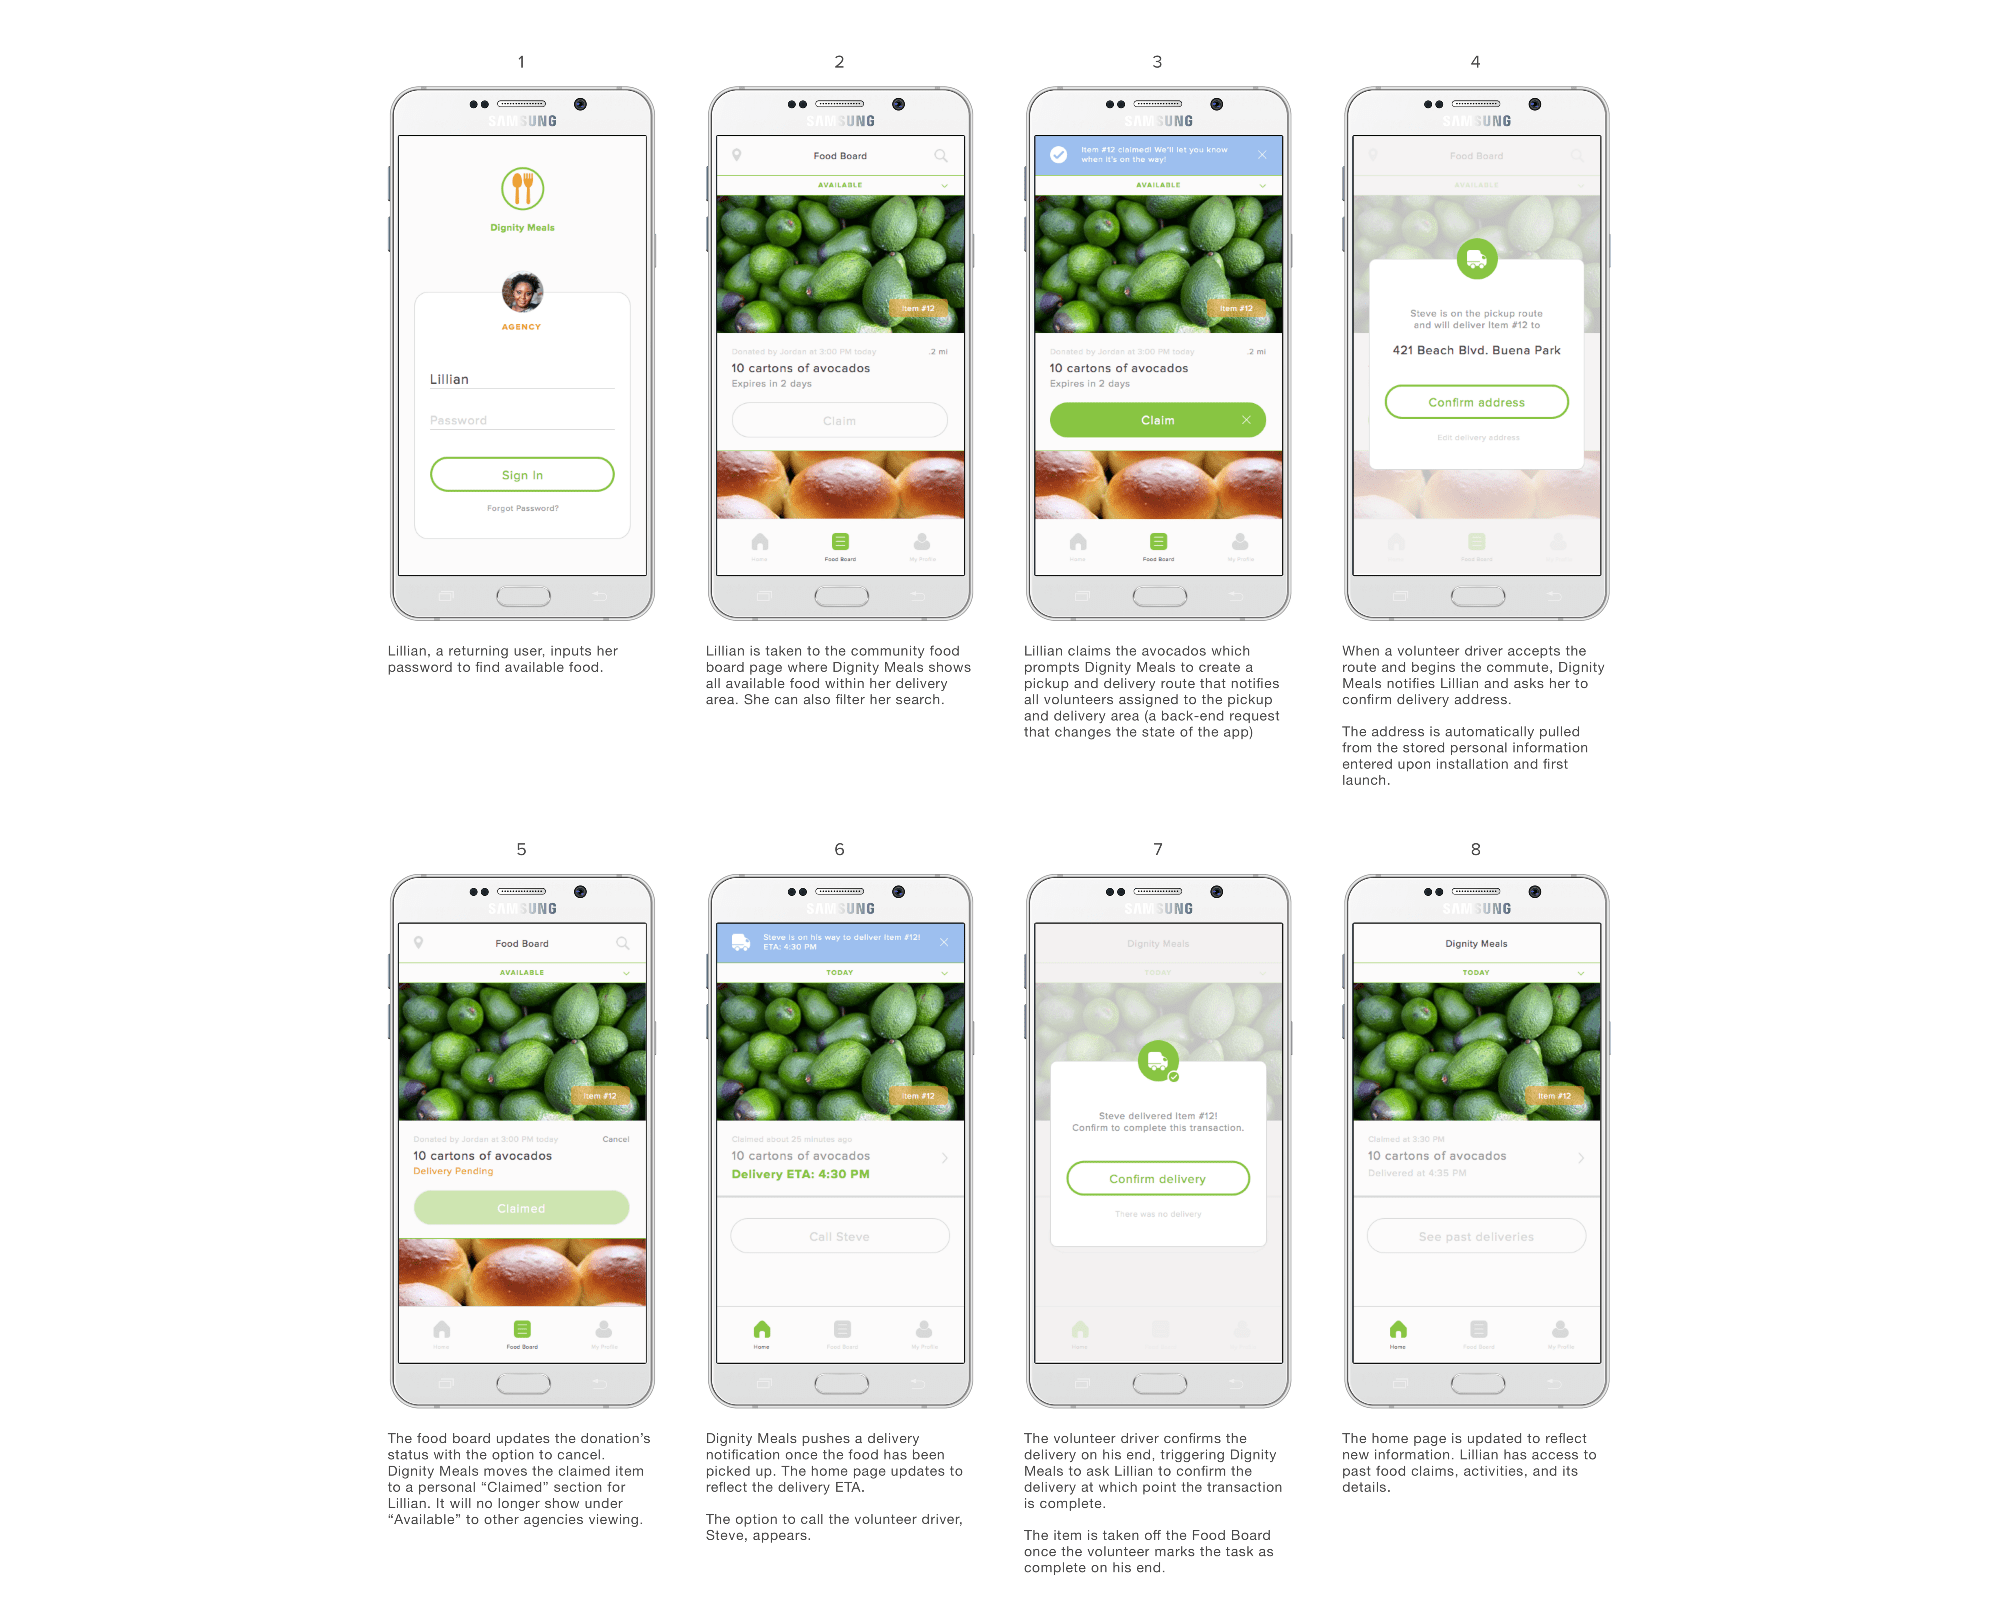 1
SAMSUNG
Dignity Meals
AGENCY
Lillian
Password
Sign In
Forgot Password?
Lillian, a returning user, inputs her
password to find available food.
2
SAMSUNG
Food Board
AVAILABLE
Item #12
Donated by Jordan at 3:00 PM today
.2 mi
10 cartons of avocados
Expires in 2 days
Claim
Home
Food Board
My Profile
Lillian is taken to the community food
board page where Dignity Meals shows
all available food within her delivery
area. She can also filter her search.
3
SAMSUNG
Item #12 claimed! We'll let you know
when it's on the way!
AVAILABLE
Item #12
Donated by Jordan at 3:00 PM today
.2 mi
10 cartons of avocados
Expires in 2 days
Claim
Home
Food Board
My Profile
Lillian claims the avocados which
prompts Dignity Meals to create a
pickup and delivery route that notifies
all volunteers assigned to the pickup
and delivery area (a back-end request
that changes the state of the app)
4
SAMSUNG
Food Board
AVAILABLE
Steve is on the pickup route
and will deliver Item #12 to
421 Beach Blvd. Buena Park
Confirm address
Edit delivery address
Home
Food Board
My Profile
When a volunteer driver accepts the
route and begins the commute, Dignity
Meals notifies Lillian and asks her to
confirm delivery address.
The address is automatically pulled
from the stored personal information
entered upon installation and first
launch.
5
SAMSUNG
Food Board
AVAILABLE
Item #12
Donated by Jordan at 3:00 PM today
Cancel
10 cartons of avocados
Delivery Pending
Claimed
Home
Food Board
My Profile
The food board updates the donation's
status with the option to cancel.
Dignity Meals moves the claimed item
to a personal “Claimed” section for
Lillian. It will no longer show under
“Available” to other agencies viewing.
6
SAMSUNG
Steve is on his way to deliver Item #12!
ETA: 4:30 PM
TODAY
Item #12
Claimed about 25 minutes ago
10 cartons of avocados
Delivery ETA: 4:30 PM
Call Steve
Home
Food Board
My Profile
Dignity Meals pushes a delivery
notification once the food has been
picked up. The home page updates to
reflect the delivery ETA.
The option to call the volunteer driver,
Steve, appears.
7
SAMSUNG
Dignity Meals
TODAY
Steve delivered Item #12!
Confirm to complete this transaction.
Confirm delivery
There was no delivery
Home
The volunteer driver confirms the
delivery on his end, triggering Dignity
Meals to ask Lillian to confirm the
delivery at which point the transaction
is complete.
The item is taken off the Food Board
once the volunteer marks the task as
complete on his end.
8
SAMSUNG
Dignity Meals
TODAY
Item #12
Claimed at 3:30 PM
10 cartons of avocados
Delivered at 4:35 PM
See past deliveries
Home
Food Board
My Profile
The home page is updated to reflect
new information. Lillian has access to
past food claims, activities, and its
details.